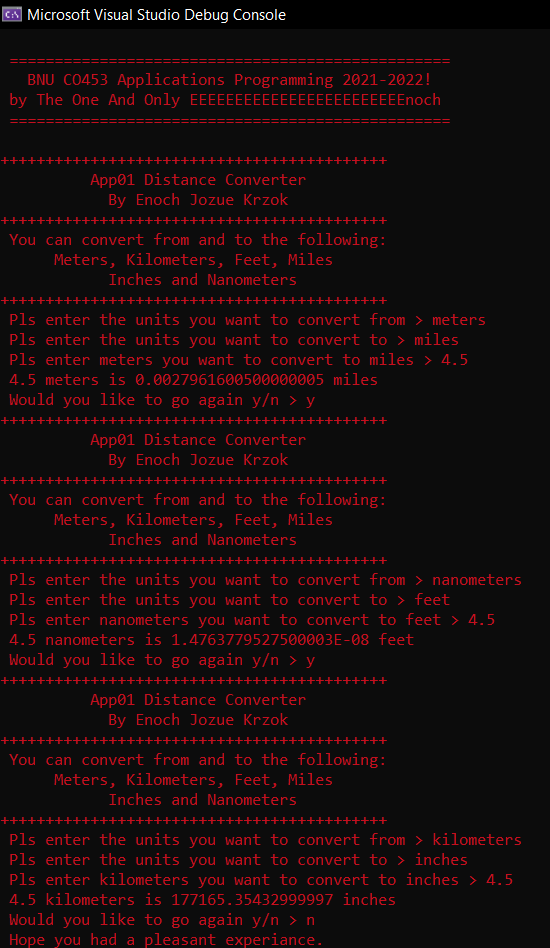 C:\ Microsoft Visual Studio Debug Console
=================================================
BNU CO453 Applications Programming 2021-2022!
by The One And Only EEEEEEEEEEEEEEEEEEEEEEEEnoch
=================================================
+++++++++++++++++++++++++++++++++++++++++++
App01 Distance Converter
By Enoch Jozue Krzok
+++++++++++++++++++++++++++++++++++++++++++
You can convert from and to the following:
Meters, Kilometers, Feet, Miles
Inches and Nanometers
+++++++++++++++++++++++++++++++++++++++++++
Pls enter the units you want to convert from > meters
Pls enter the units you want to convert to > miles
Pls enter meters you want to convert to miles > 4.5
4.5 meters is 0.0027961600500000005 miles
Would you like to go again y/n > y
+++++++++++++++++++++++++++++++++++++++++++
App01 Distance Converter
By Enoch Jozue Krzok
+++++++++++++++++++++++++++++++++++++++++++
You can convert from and to the following:
Meters, Kilometers, Feet, Miles
Inches and Nanometers
+++++++++++++++++++++++++++++++++++++++++++
Pls enter the units you want to convert from > nanometers
Pls enter the units you want to convert to > feet
Pls enter nanometers you want to convert to feet > 4.5
4.5 nanometers is 1.4763779527500003E-08 feet
Would you like to go again y/n > y
+++++++++++++++++++++++++++++++++++++++++++
App01 Distance Converter
By Enoch Jozue Krzok
+++++++++++++++++++++++++++++++++++++++++++
You can convert from and to the following:
Meters, Kilometers, Feet, Miles
Inches and Nanometers
+++++++++++++++++++++++++++++++++++++++++++
Pls enter the units you want to convert from > kilometers
Pls enter the units you want to convert to > inches
Pls enter kilometers you want to convert to inches > 4.5
4.5 kilometers is 177165.35432999997 inches
Would you like to go again y/n > n
Hope you had a pleasant experiance.